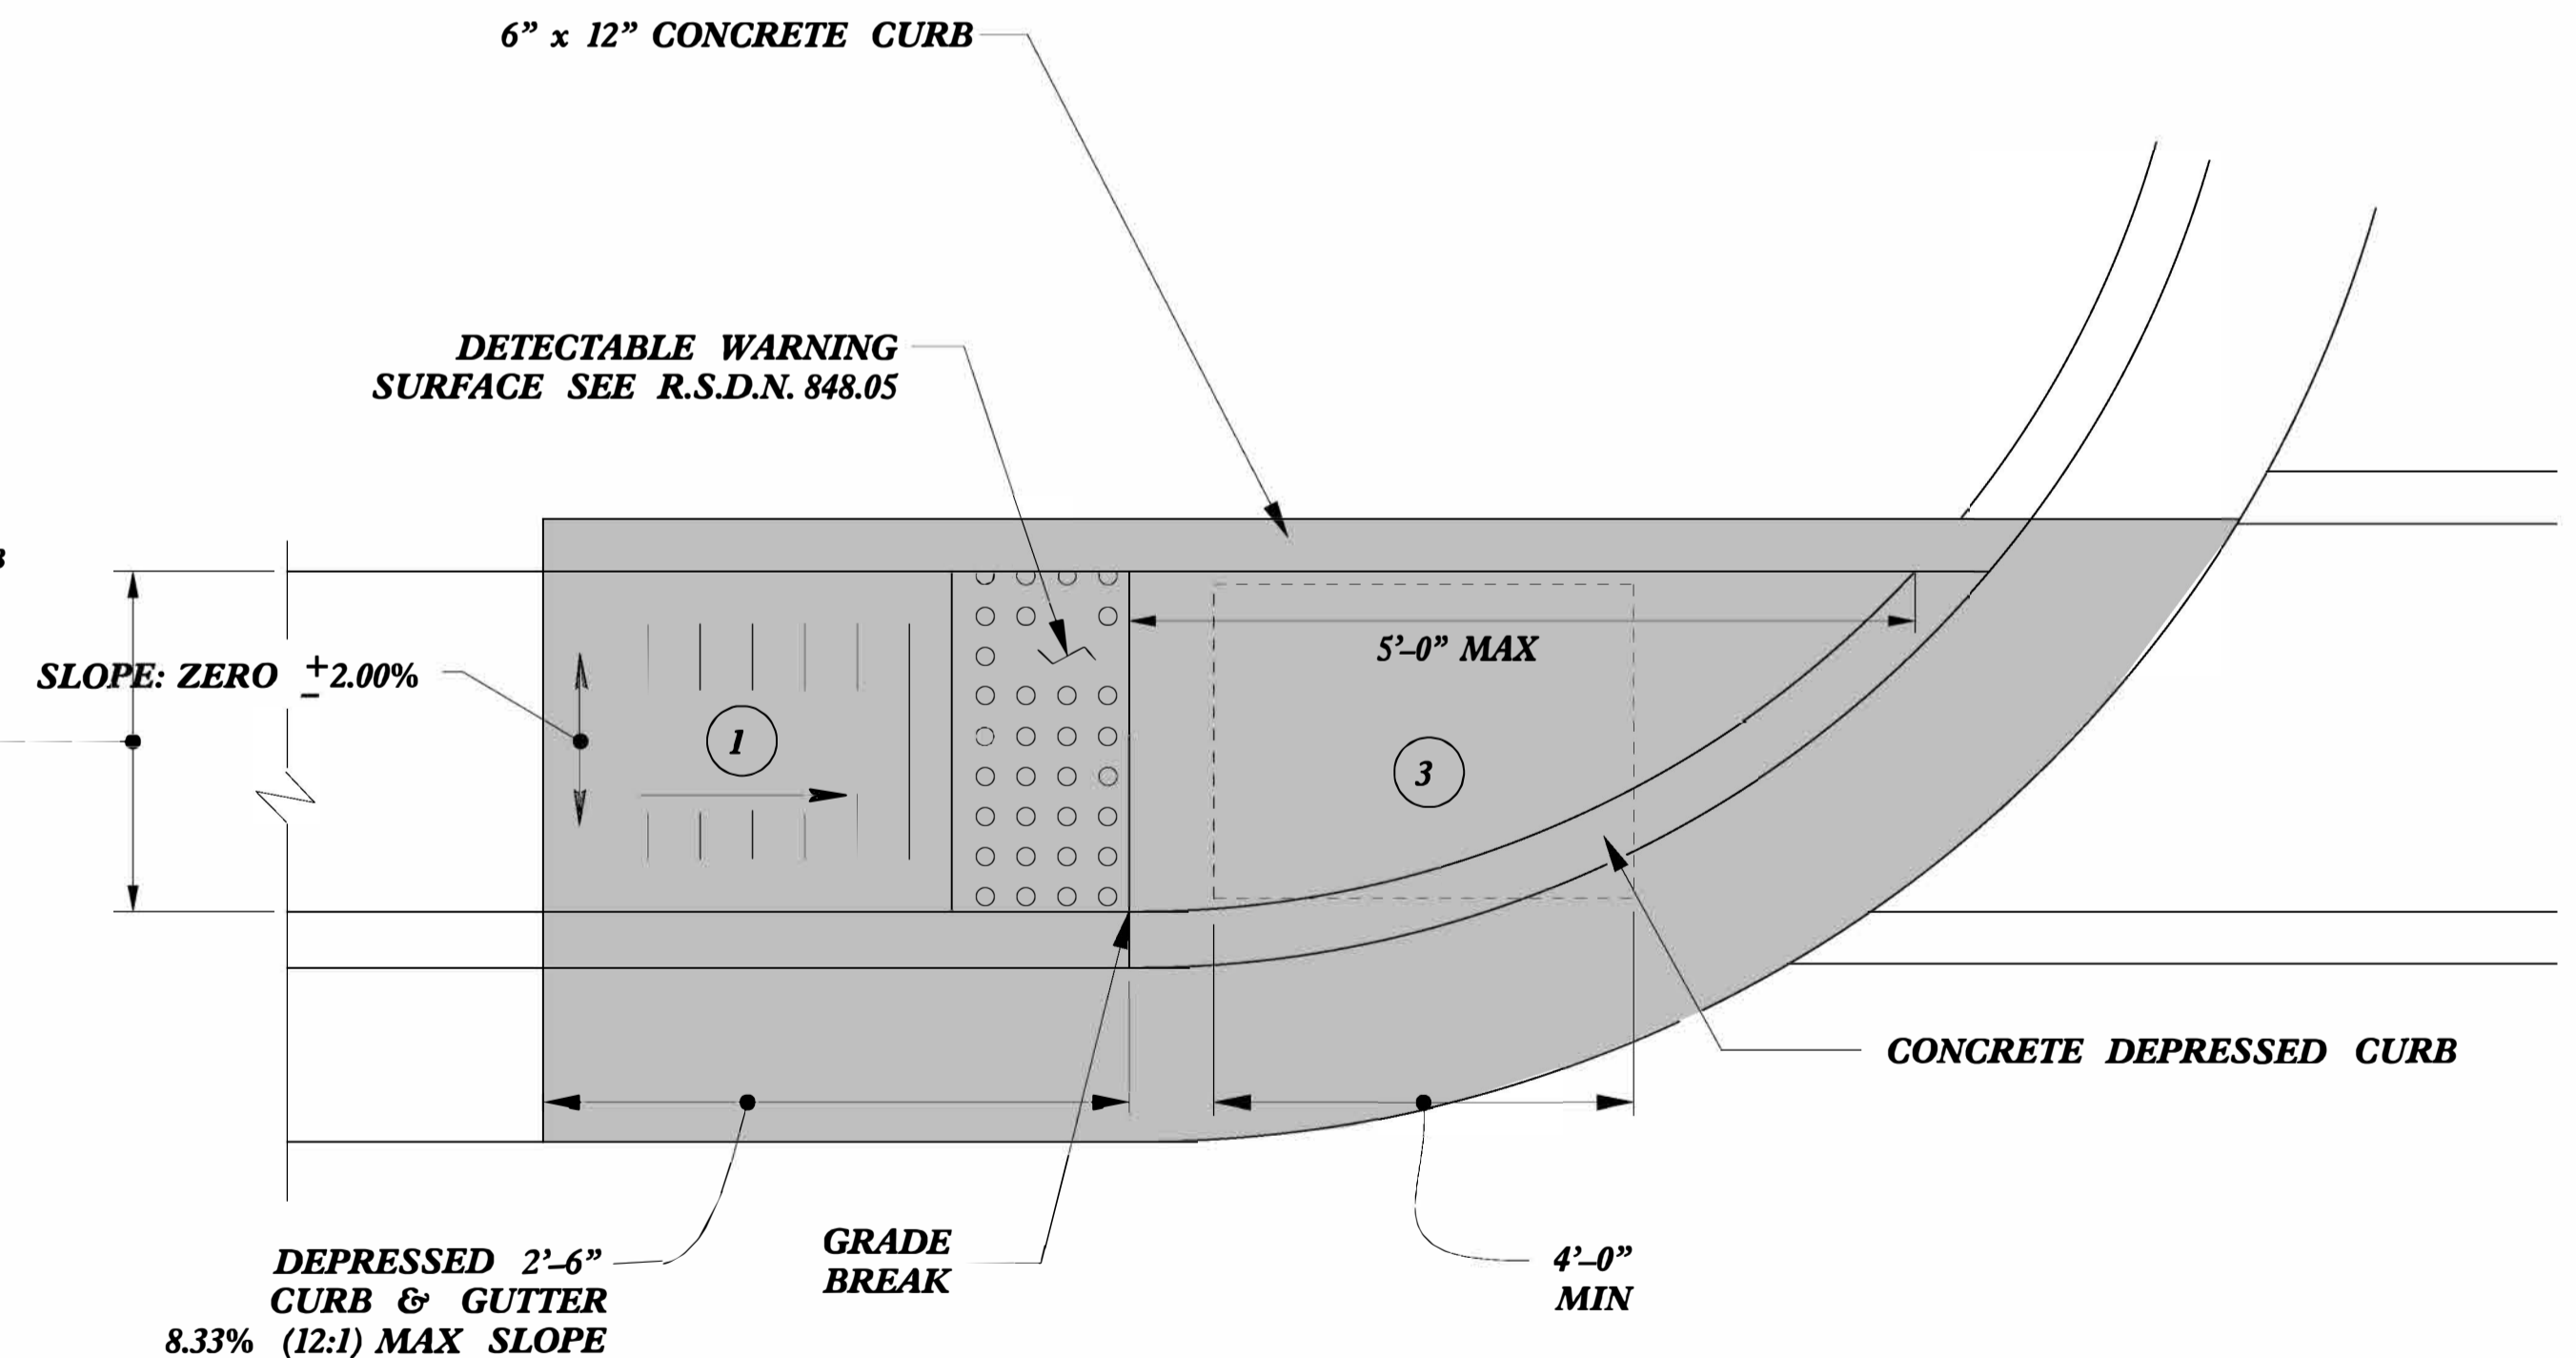 6” x 12” CONCRETE CURB
DETECTABLE WARNING
SURFACE SEE R.S.D.N. 848.05
SLOPE: ZERO ±2.00%
5’–0” MAX
1
3
CONCRETE DEPRESSED CURB
DEPRESSED 2’–6”
CURB & GUTTER
8.33% (12:1) MAX SLOPE
GRADE
BREAK
4’–0”
MIN